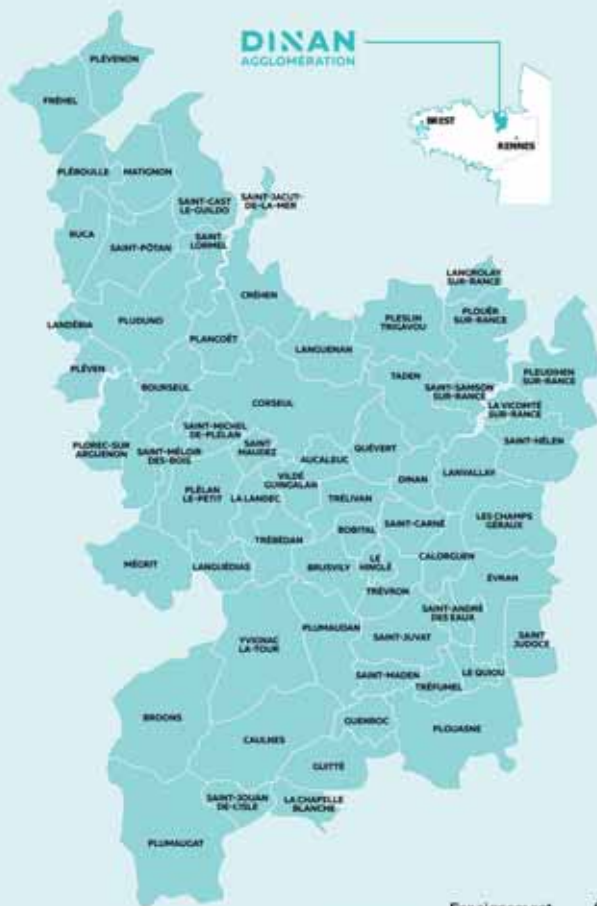 DINAN
AGGLOMÉRATION
BREST
RENNES
PLÉVENON
FRÉHEL
PLÉBOULLE
MATIGNON
SAINT-CAST
LE-GUILDO
SAINT-JACUT-
DE-LA-MER
RUCA
SAINT-PÔTAN
SAINT
LORMEL
CRÉHEN
LANGROLAY
SUR-RANCE
LANDÉBIA
PLUDUNO
PLESLIN
TRIGAVOU
PLOUËR
SUR-RANCE
PLANCOËT
LANGUENAN
PLÉVEN
TADEN
PLEUDIHEN
SUR-RANCE
BOURSEUL
CORSEUL
SAINT-SAMSON
SUR-RANCE
LA VICOMTÉ
SUR-RANCE
SAINT-MICHEL
DE-PLÉLAN
PLOREC-SUR
ARGUENON
SAINT-MÉLOIR
DES-BOIS
SAINT
MAUDEZ
QUÉVERT
SAINT-HÉLEN
AUCALEUC
VILDÉ
GUINGALAN
DINAN
LANVALLAY
PLÉLAN
LE-PETIT
LA LANDEC
TRÉLIVAN
LES CHAMPS
GÉRAUX
BOBITAL
SAINT-CARNÉ
TRÉBÉDAN
MÉGRIT
LANGUÉDIAS
BRUSVILY
LE
HINGLÉ
CALORGUEN
ÉVRAN
TRÉVRON
SAINT-ANDRÉ
DES EAUX
YVIGNAC
LA-TOUR
PLUMAUDAN
SAINT-JUVAT
SAINT
JUDOCE
SAINT-MADEN
LE QUIOU
TRÉFUMEL
BROONS
GUENROC
PLOUASNE
CAULNES
GUITTÉ
SAINT-JOUAN
DE-L'ISLE
LA CHAPELLE
BLANCHE
PLUMAUGAT